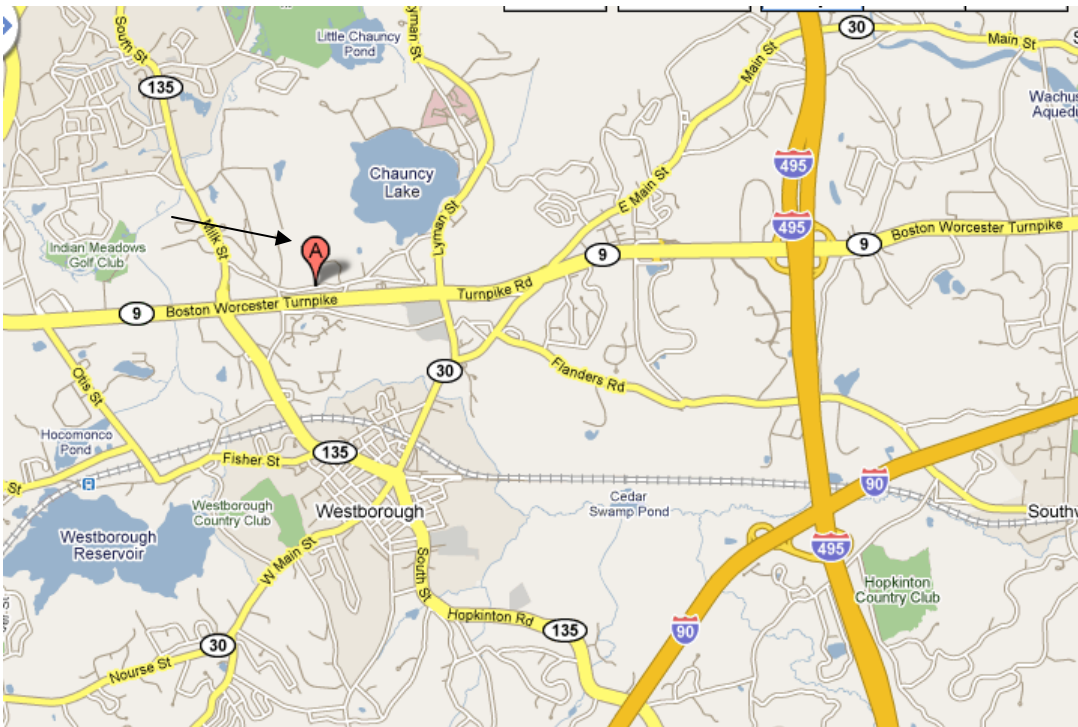 South St
Lyman St
30
Main St
Main St
Little Chauncy
Pond
135
Aqueduct
495
Chauncy
Lake
E Main St
Lyman St
Milk St
495
Boston Worcester Turnpike
9
9
A
Indian Meadows
Golf Club
Turnpike Rd
Boston Worcester Turnpike
9
Flanders Rd
30
Otis St
Hocomonco
Pond
135
Fisher St
St
90
Cedar
Swamp Pond
Westborough
Country Club
Westborough
Westborough
Reservoir
495
W Main St
South St
Hopkinton
Country Club
Hopkinton Rd
135
90
30
Nourse St